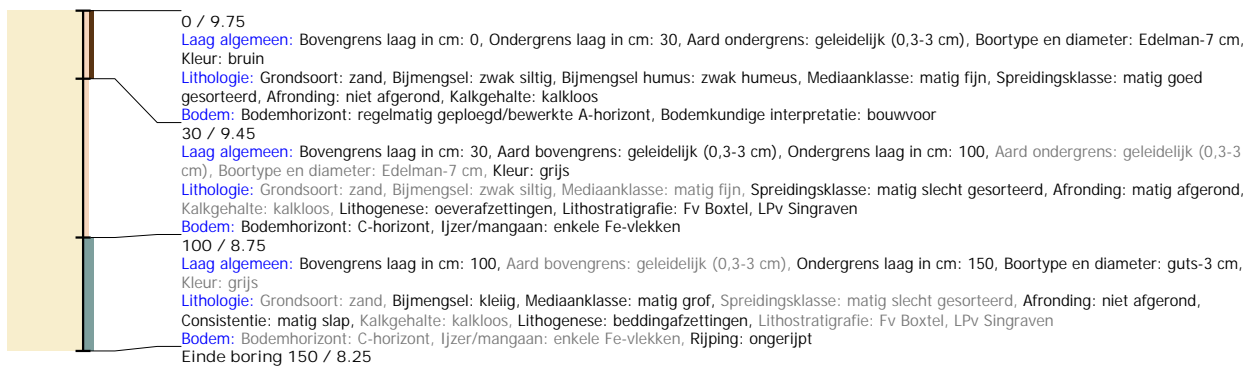 0 / 9.75
Laag algemeen: Bovengrens laag in cm: 0, Ondergrens laag in cm: 30, Aard ondergrens: geleidelijk (0,3-3 cm), Boortype en diameter: Edelman-7 cm,
Kleur: bruin
Lithologie: Grondsoort: zand, Bijmengsel: zwak siltig, Bijmengsel humus: zwak humeus, Mediaanklasse: matig fijn, Spreidingsklasse: matig goed
gesorteerd, Afronding: niet afgerond, Kalkgehalte: kalkloos
Bodem: Bodemhorizont: regelmatig geploegd/bewerkte A-horizont, Bodemkundige interpretatie: bouwvoor
30 / 9.45
Laag algemeen: Bovengrens laag in cm: 30, Aard bovengrens: geleidelijk (0,3-3 cm), Ondergrens laag in cm: 100, Aard ondergrens: geleidelijk (0,3-3
cm), Boortype en diameter: Edelman-7 cm, Kleur: grijs
Lithologie: Grondsoort: zand, Bijmengsel: zwak siltig, Mediaanklasse: matig fijn, Spreidingsklasse: matig slecht gesorteerd, Afronding: matig afgerond,
Kalkgehalte: kalkloos, Lithogenese: oeverafzettingen, Lithostratigrafie: Fv Boxtel, LPv Singraven
Bodem: Bodemhorizont: C-horizont, Ijzer/mangaan: enkele Fe-vlekken
100 / 8.75
Laag algemeen: Bovengrens laag in cm: 100, Aard bovengrens: geleidelijk (0,3-3 cm), Ondergrens laag in cm: 150, Boortype en diameter: guts-3 cm,
Kleur: grijs
Lithologie: Grondsoort: zand, Bijmengsel: kleiig, Mediaanklasse: matig grof, Spreidingsklasse: matig slecht gesorteerd, Afronding: niet afgerond,
Consistentie: matig slap, Kalkgehalte: kalkloos, Lithogenese: beddingafzettingen, Lithostratigrafie: Fv Boxtel, LPv Singraven
Bodem: Bodemhorizont: C-horizont, Ijzer/mangaan: enkele Fe-vlekken, Rijping: ongerijpt
Einde boring 150 / 8.25